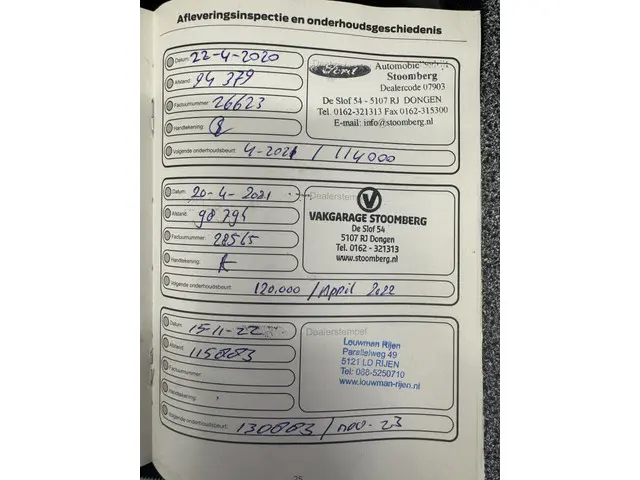 Afleveringsinspectie en onderhoudsgeschiedenis
Datum: 22-4-2020
Afstand: 94 379
Factuurnummer: 26623
Handtekening:
Volgende onderhoudsbeurt: 4-2021 / 114000
Ford
Automobielbedrijf
Stoomberg
Dealercode 07903
De Slof 54 - 5107 RJ DONGEN
Tel. 0162-321313 Fax 0162-315300
E-mail: info@stoomberg.nl
Datum: 20-4-2021
Afstand:
Factuurnummer: 28565
Handtekening:
Volgende onderhoudsbeurt: 120.000 / April 2022
Dealerstempel
V
VAKGARAGE STOOMBERG
De Slof 54
5107 RJ Dongen
Tel. 0162 - 321313
www.stoomberg.nl
Datum: 15-11-22
Afstand: 115883
Factuurnummer:
Handtekening:
Volgende onderhoudsbeurt: 130883 / nov-23
Dealerstempel
Louwman Rijen
Parallelweg 49
5121 LD RIJEN
Tel: 088-5250710
www.louwman-rijen.nl